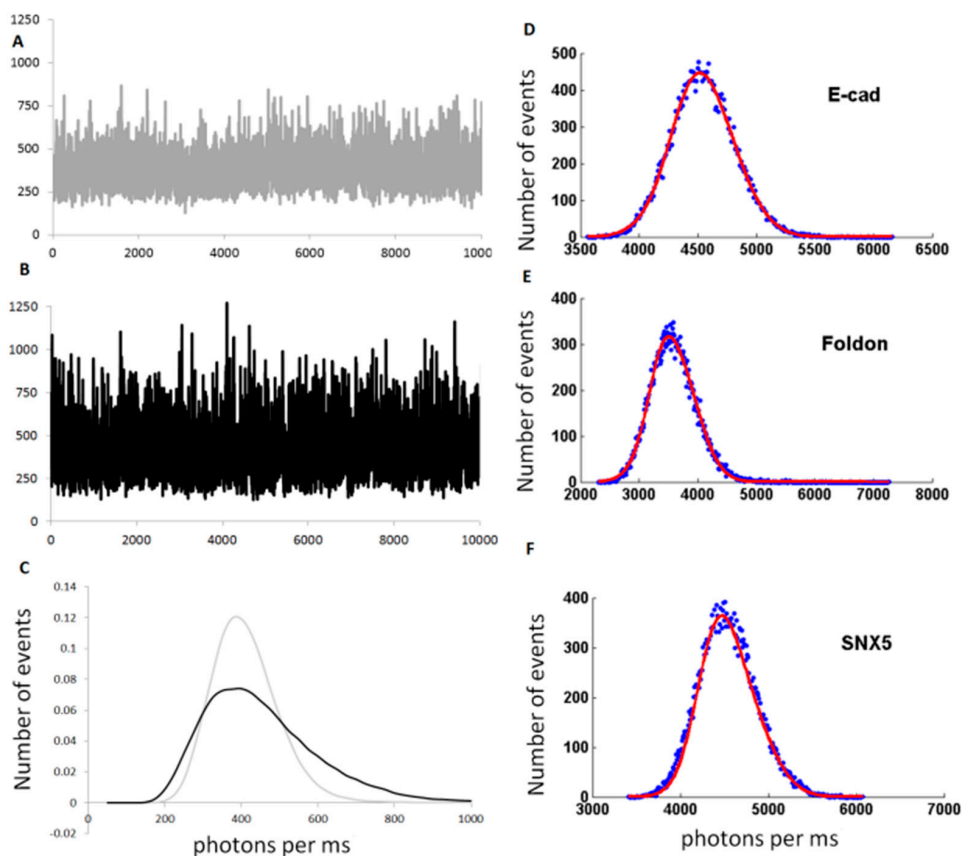 A
1250
1000
750
500
250
0
0 2000 4000 6000 8000 10000
B
1250
1000
750
500
250
0
0 2000 4000 6000 8000 10000
C
Number of events
0.14
0.12
0.1
0.08
0.06
0.04
0.02
0
-0.02
0 200 400 600 800 1000
photons per ms
D
Number of events
500
400
300
200
100
0
3500 4000 4500 5000 5500 6000 6500
E-cad
E
Number of events
400
300
200
100
0
2000 3000 4000 5000 6000 7000 8000
Foldon
F
Number of events
400
300
200
100
0
3000 4000 5000 6000 7000
SNX5
photons per ms